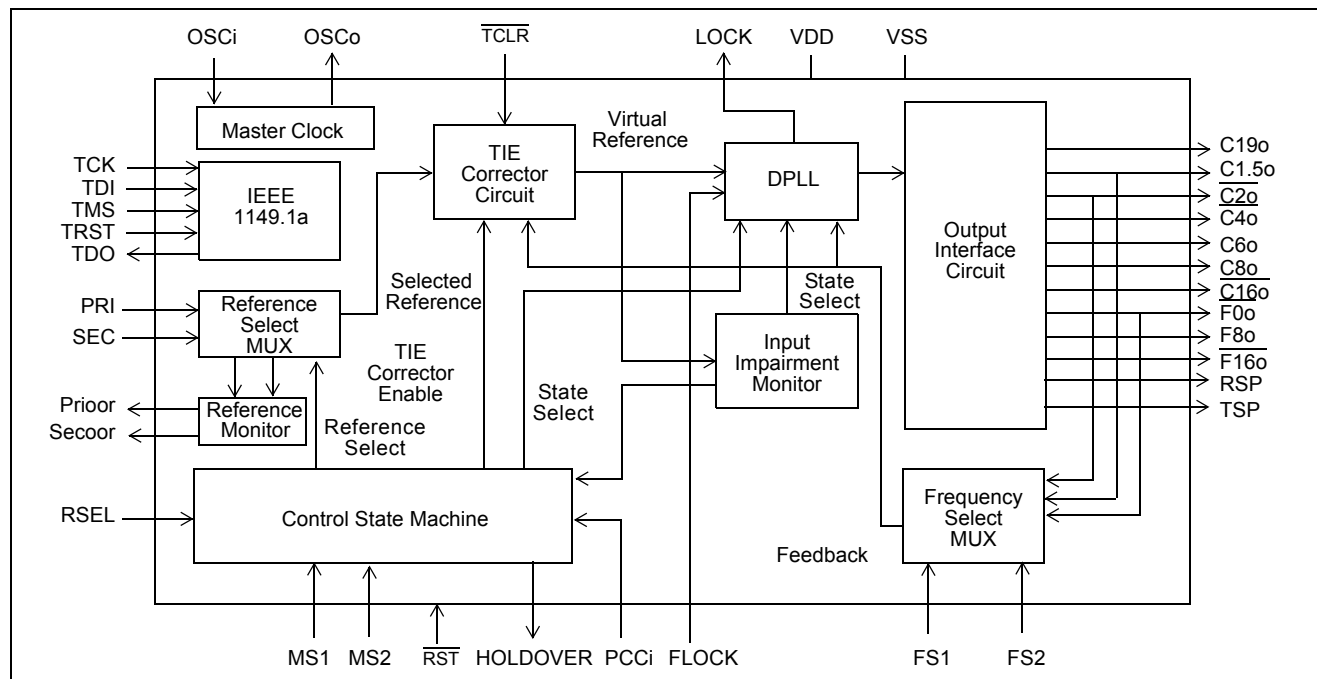 OSCi
OSCo
TCLR
LOCK
VDD
VSS
Master Clock
TIE
Corrector
Circuit
Virtual
Reference
DPLL
Output
Interface
Circuit
TCK
TDI
TMS
TRST
TDO
IEEE
1149.1a
C19o
C1.5o
C2o
C4o
C6o
C8o
C16o
F0o
F8o
F16o
RSP
TSP
PRI
SEC
Reference
Select
MUX
Selected
Reference
TIE
Corrector
Enable
State
Select
State
Select
Input
Impairment
Monitor
Prioor
Secoor
Reference
Monitor
Reference
Select
RSEL
Control State Machine
Frequency
Select
MUX
Feedback
MS1
MS2
RST
HOLDOVER
PCCi
FLOCK
FS1
FS2